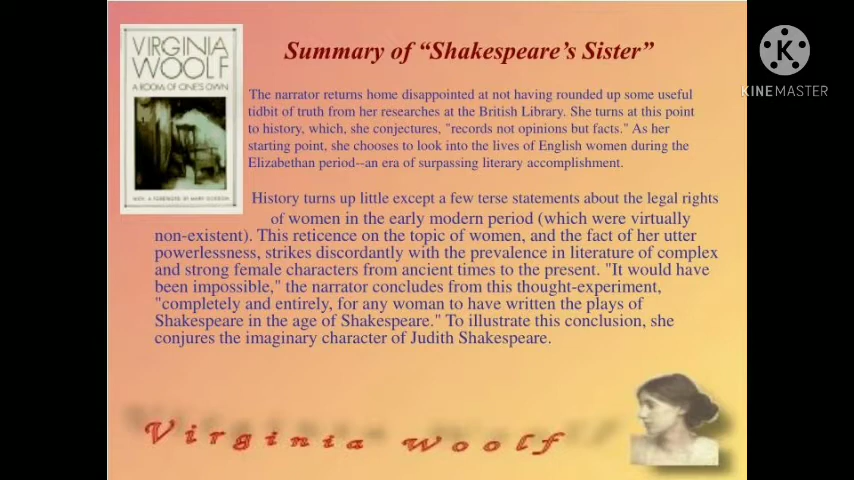 VIRGINIA
WOOLF
A ROOM OF ONE'S OWN
Summary of “Shakespeare’s Sister”
K
KINEMASTER
The narrator returns home disappointed at not having rounded up some useful
tidbit of truth from her researches at the British Library. She turns at this point
to history, which, she conjectures, "records not opinions but facts." As her
starting point, she chooses to look into the lives of English women during the
Elizabethan period--an era of surpassing literary accomplishment.
History turns up little except a few terse statements about the legal rights
of women in the early modern period (which were virtually
non-existent). This reticence on the topic of women, and the fact of her utter
powerlessness, strikes discordantly with the prevalence in literature of complex
and strong female characters from ancient times to the present. "It would have
been impossible," the narrator concludes from this thought-experiment,
"completely and entirely, for any woman to have written the plays of
Shakespeare in the age of Shakespeare." To illustrate this conclusion, she
conjures the imaginary character of Judith Shakespeare.
Virginia Woolf